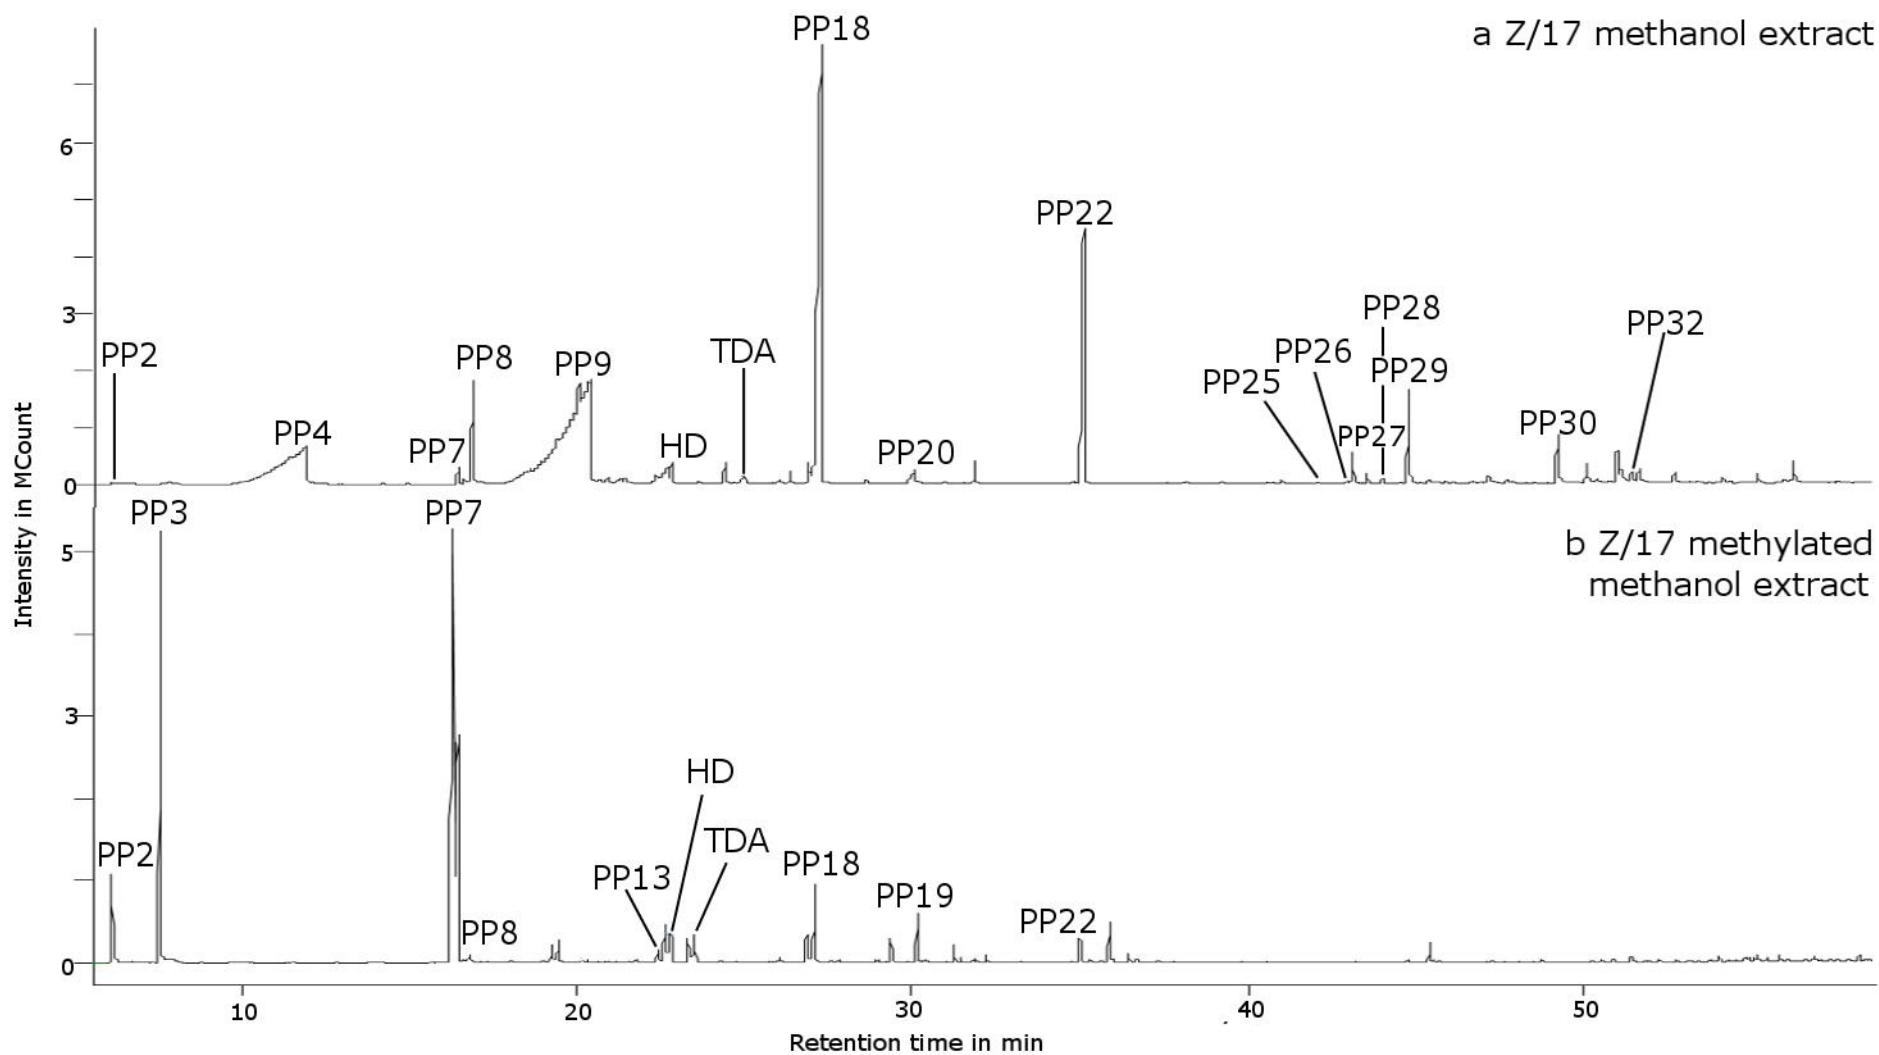 a Z/17 methanol extract
PP18
6
PP22
3
PP28
PP32
PP2
TDA
PP26
PP8
PP9
PP29
PP25
PP4
PP7
HD
PP20
PP27
PP30
0
Intensity in MCount
PP3
PP7
b Z/17 methylated
methanol extract
5
3
HD
TDA
PP2
PP13
PP18
PP19
PP8
PP22
0
10
20
30
40
50
Retention time in min